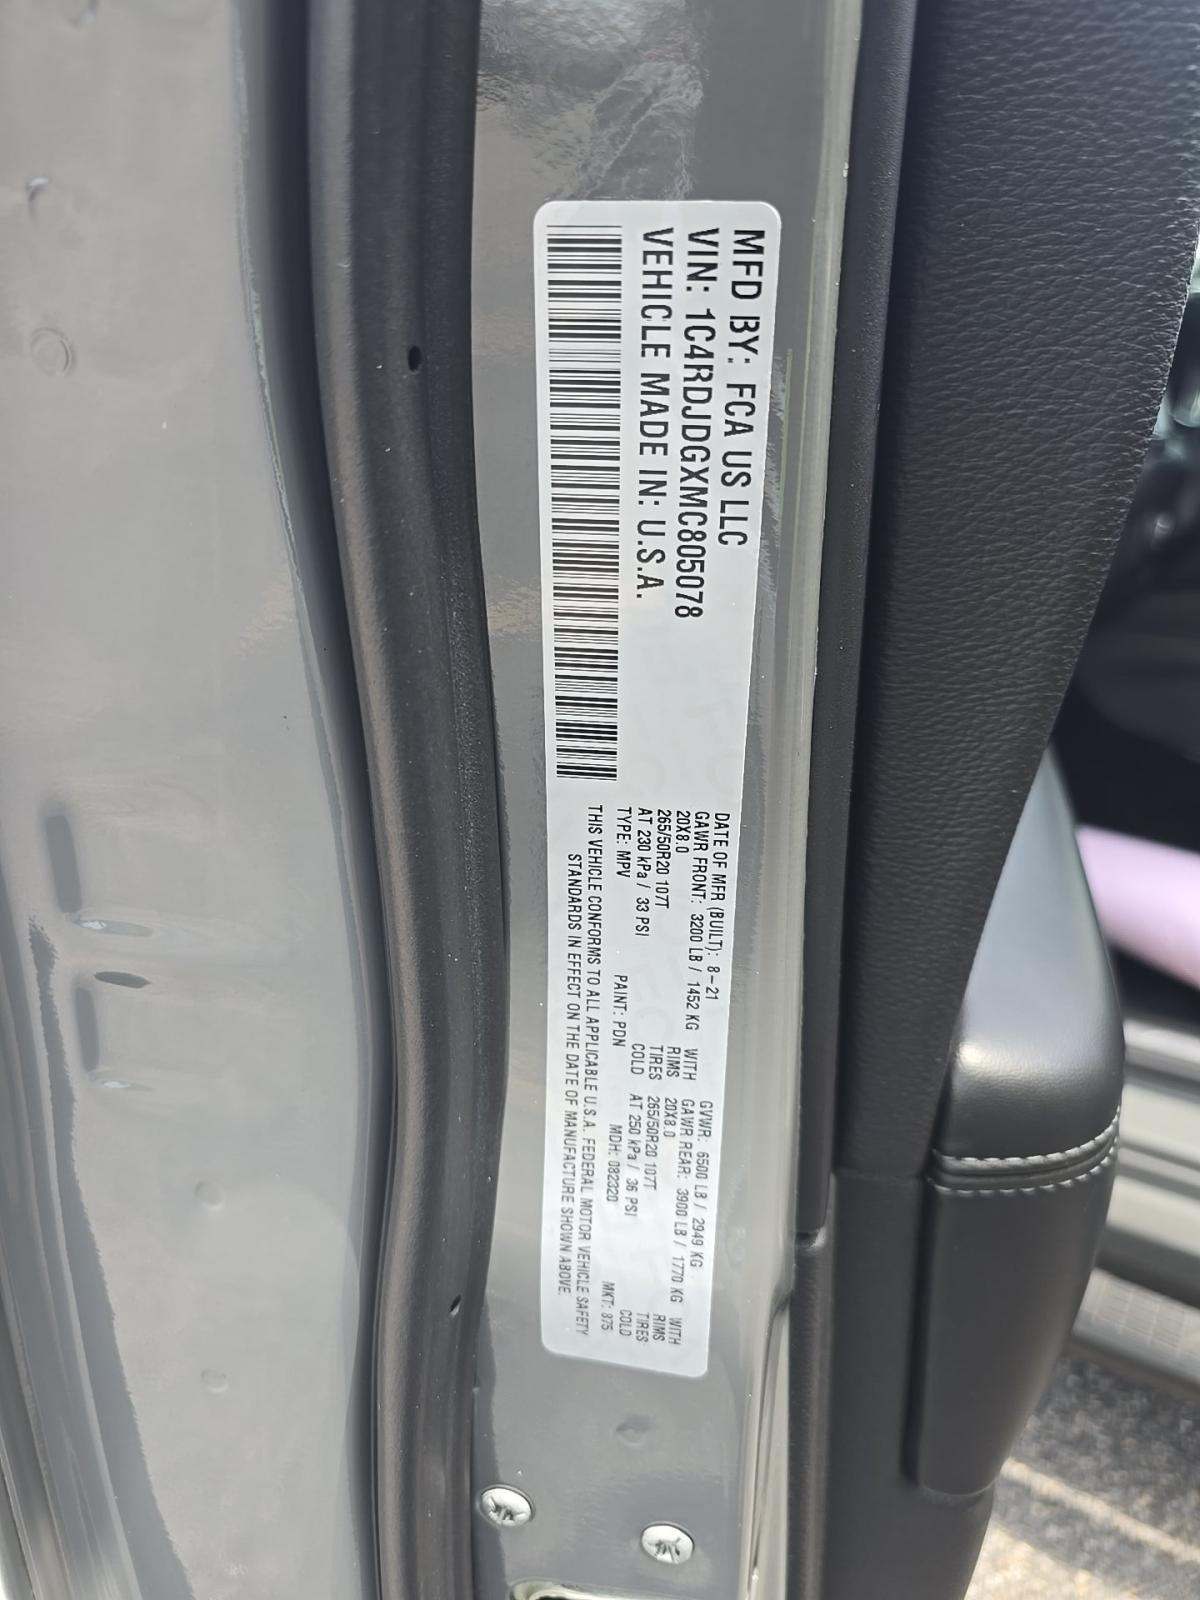 MFD BY: FCA US LLC
VIN: 1C4RDJDGXMC805078
VEHICLE MADE IN: U.S.A.
DATE OF MFR (BUILT): 8-21 GVWR: 6500 LB / 2949 KG
GAWR FRONT: 3200 LB / 1452 KG WITH GAWR REAR: 3900 LB / 1770 KG WITH
20X8.0 RIMS 20X8.0 RIMS
265/50R20 107T TIRES 265/50R20 107T TIRES
AT 230 kPa / 33 PSI COLD AT 250 kPa / 36 PSI COLD
TYPE: MPV PAINT: PDN MDH: 082320 MKT: 875
THIS VEHICLE CONFORMS TO ALL APPLICABLE U.S.A. FEDERAL MOTOR VEHICLE SAFETY
STANDARDS IN EFFECT ON THE DATE OF MANUFACTURE SHOWN ABOVE.